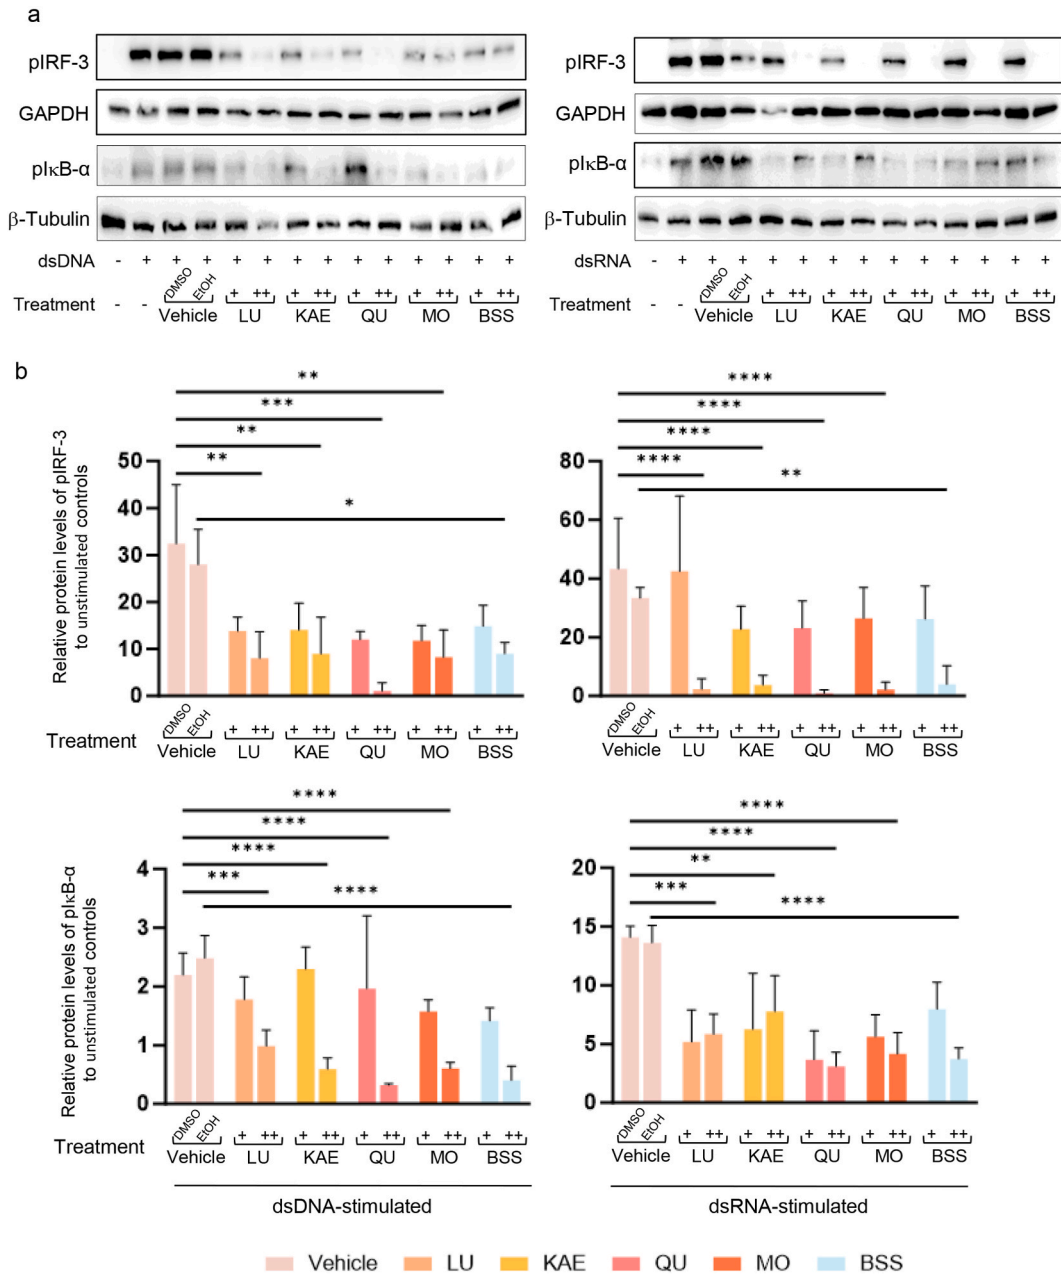 a
pIRF-3
GAPDH
pIκB-α
β-Tubulin
dsDNA - + + + + + + + + + + + + +
Treatment - - DMSO EtOH + ++ + ++ + ++ + ++ + ++
Vehicle LU KAE QU MO BSS
pIRF-3
GAPDH
pIκB-α
β-Tubulin
dsRNA - + + + + + + + + + + + + +
Treatment - - DMSO EtOH + ++ + ++ + ++ + ++ + ++
Vehicle LU KAE QU MO BSS
b
Relative protein levels of pIRF-3
to unstimulated controls
**
***
**
**
*
50
40
30
20
10
0
Treatment DMSO EtOH + ++ + ++ + ++ + ++ + ++
Vehicle LU KAE QU MO BSS
****
****
****
****
**
80
60
40
20
0
DMSO EtOH + ++ + ++ + ++ + ++ + ++
Vehicle LU KAE QU MO BSS
Relative protein levels of pIκB-α
to unstimulated controls
****
****
****
***
****
4
3
2
1
0
Treatment DMSO EtOH + ++ + ++ + ++ + ++ + ++
Vehicle LU KAE QU MO BSS
dsDNA-stimulated
****
****
**
***
****
20
15
10
5
0
DMSO EtOH + ++ + ++ + ++ + ++ + ++
Vehicle LU KAE QU MO BSS
dsRNA-stimulated
Vehicle LU KAE QU MO BSS